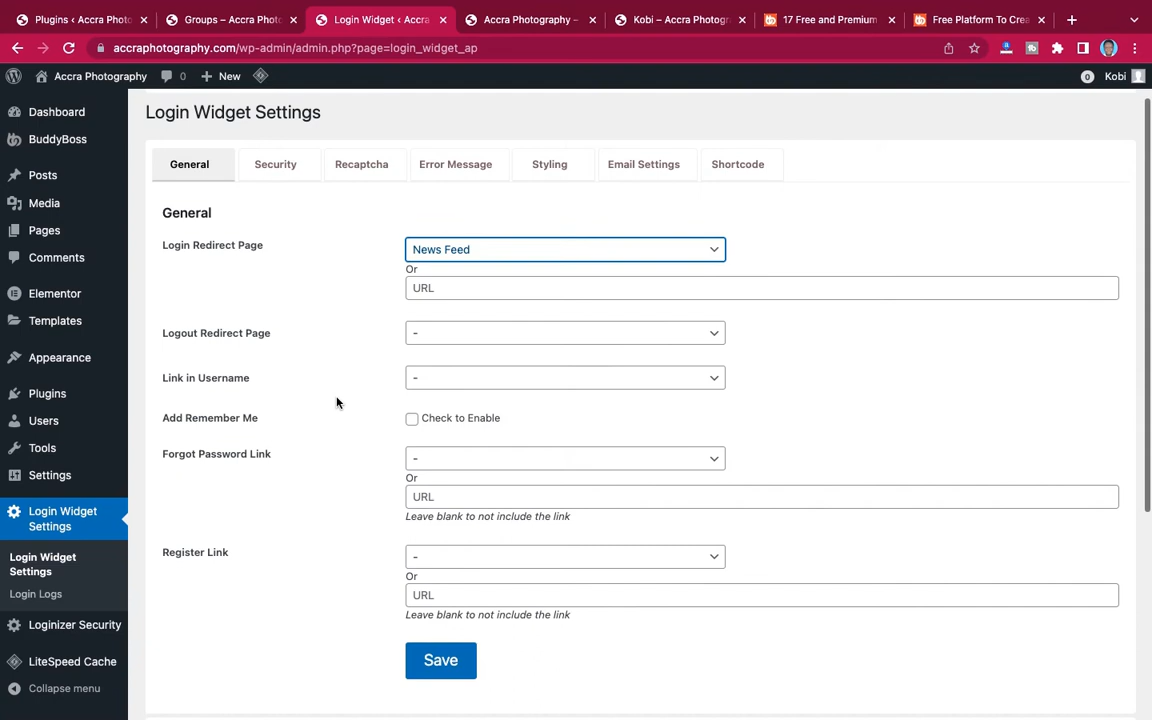 Plugins ‹ Accra Photo
Groups – Accra Photo
Login Widget ‹ Accra
Accra Photography –
Kobi – Accra Photogra
17 Free and Premium
Free Platform To Crea
accraphotography.com/wp-admin/admin.php?page=login_widget_ap
Accra Photography
0
New
0
Kobi
Dashboard
BuddyBoss
Posts
Media
Pages
Comments
Elementor
Templates
Appearance
Plugins
Users
Tools
Settings
Login Widget
Settings
Login Widget
Settings
Login Logs
Loginizer Security
LiteSpeed Cache
Collapse menu
Login Widget Settings
General
Security
Recaptcha
Error Message
Styling
Email Settings
Shortcode
General
Login Redirect Page
News Feed
Or
URL
Logout Redirect Page
-
Link in Username
-
Add Remember Me
Check to Enable
Forgot Password Link
-
Or
URL
Leave blank to not include the link
Register Link
-
Or
URL
Leave blank to not include the link
Save